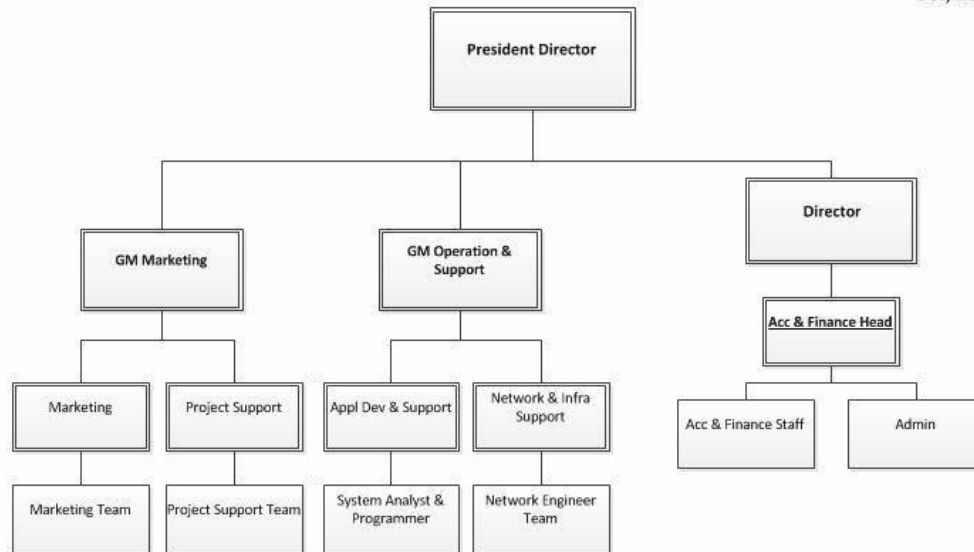 President Director
Director
GM Marketing
GM Operation &
Support
Acc & Finance Head
Marketing
Project Support
Appl Dev & Support
Network & Infra
Support
Acc & Finance Staff
Admin
Marketing Team
Project Support Team
System Analyst &
Programmer
Network Engineer
Team